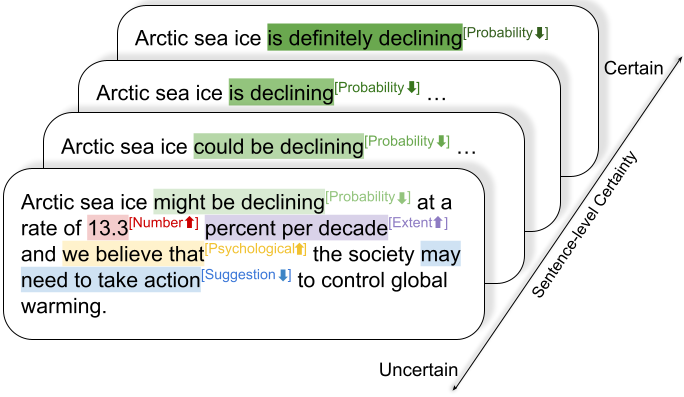 Arctic sea ice is definitely declining[Probability⬇]
Certain
Arctic sea ice is declining[Probability⬇] …
Arctic sea ice could be declining[Probability⬇] …
Arctic sea ice might be declining[Probability⬇] at a
rate of 13.3[Number⬆] percent per decade[Extent⬆]
and we believe that[Psychological⬆] the society may
need to take action[Suggestion⬇] to control global
warming.
Sentence-level Certainty
Uncertain